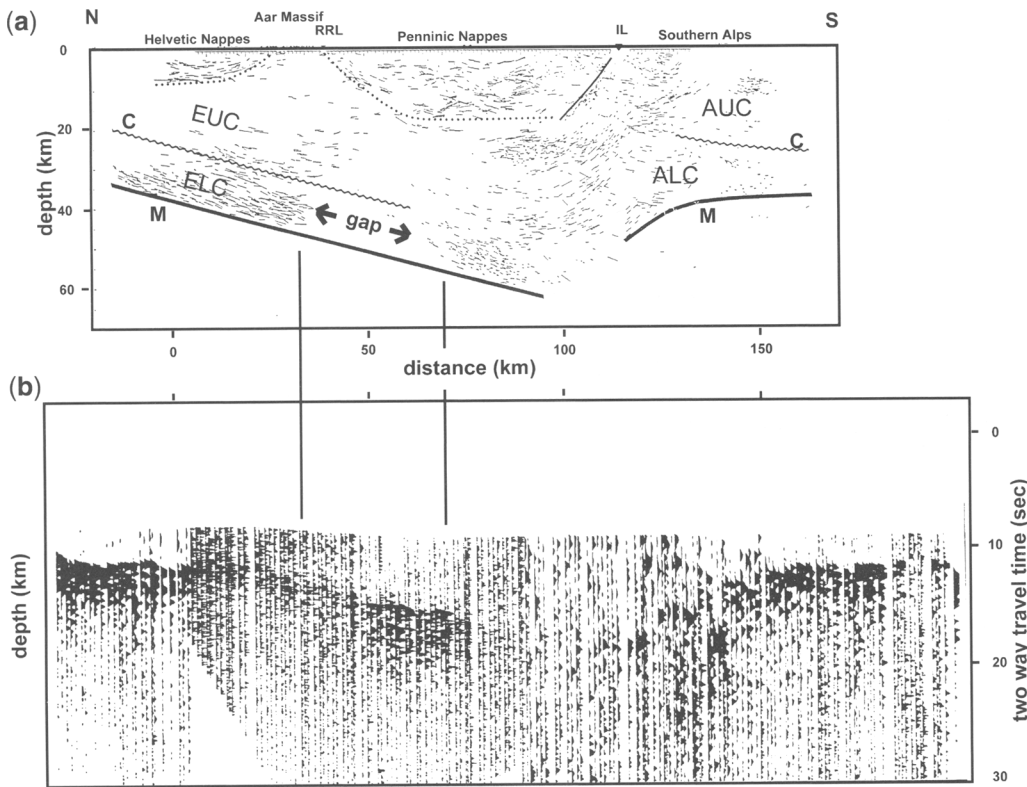 (a)
N
Aar Massif
S
Helvetic Nappes
RRL
Penninic Nappes
IL
Southern Alps
0
20
40
60
depth (km)
EUC
AUC
C
C
ELC
ALC
M
gap
M
0
50
100
150
distance (km)
(b)
depth (km)
0
10
20
30
two way travel time (sec)